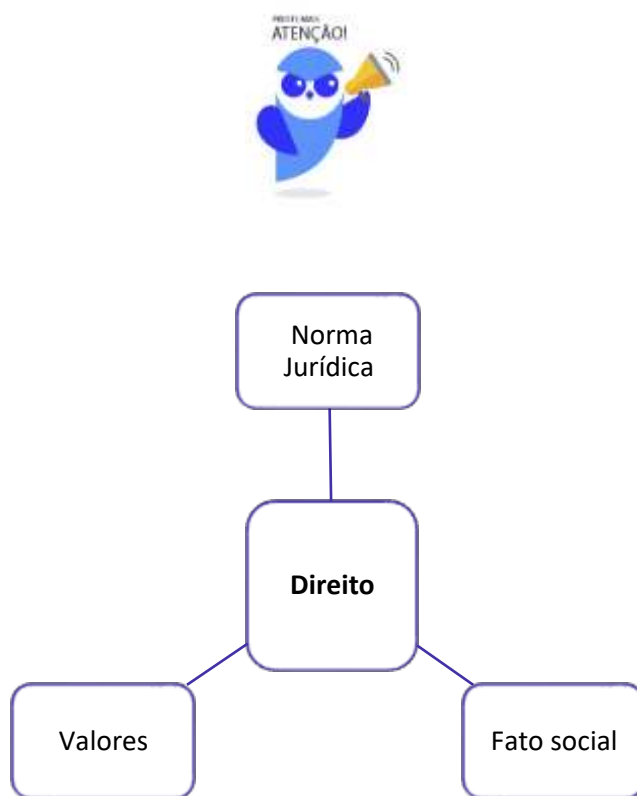 ATENÇÃO!
Norma
Jurídica
Direito
Valores
Fato social